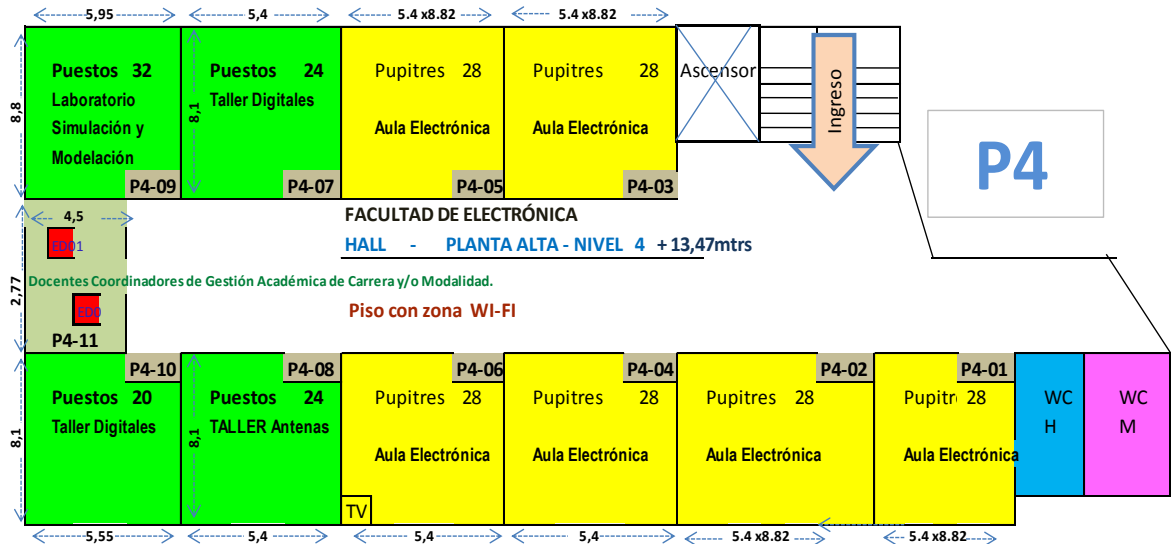 5,95
5,4
5.4 x8.82
5.4 x8.82
8,8
Puestos 32
Laboratorio
Simulación y
Modelación
P4-09
8,1
Puestos 24
Taller Digitales
P4-07
Pupitres 28
Aula Electrónica
P4-05
Pupitres 28
Aula Electrónica
P4-03
Ascensor
Ingreso
P4
4,5
ED01
2,77
FACULTAD DE ELECTRÓNICA
HALL - PLANTA ALTA - NIVEL 4 + 13,47mtrs
Docentes Coordinadores de Gestión Académica de Carrera y/o Modalidad.
ED0
Piso con zona WI-FI
P4-11
8,1
P4-10
Puestos 20
Taller Digitales
8,1
P4-08
Puestos 24
TALLER Antenas
P4-06
Pupitres 28
Aula Electrónica
TV
P4-04
Pupitres 28
Aula Electrónica
P4-02
Pupitres 28
Aula Electrónica
P4-01
Pupitr 28
Aula Electrónica
WC
H
WC
M
5,55
5,4
5,4
5,4
5.4 x8.82
5.4 x8.82